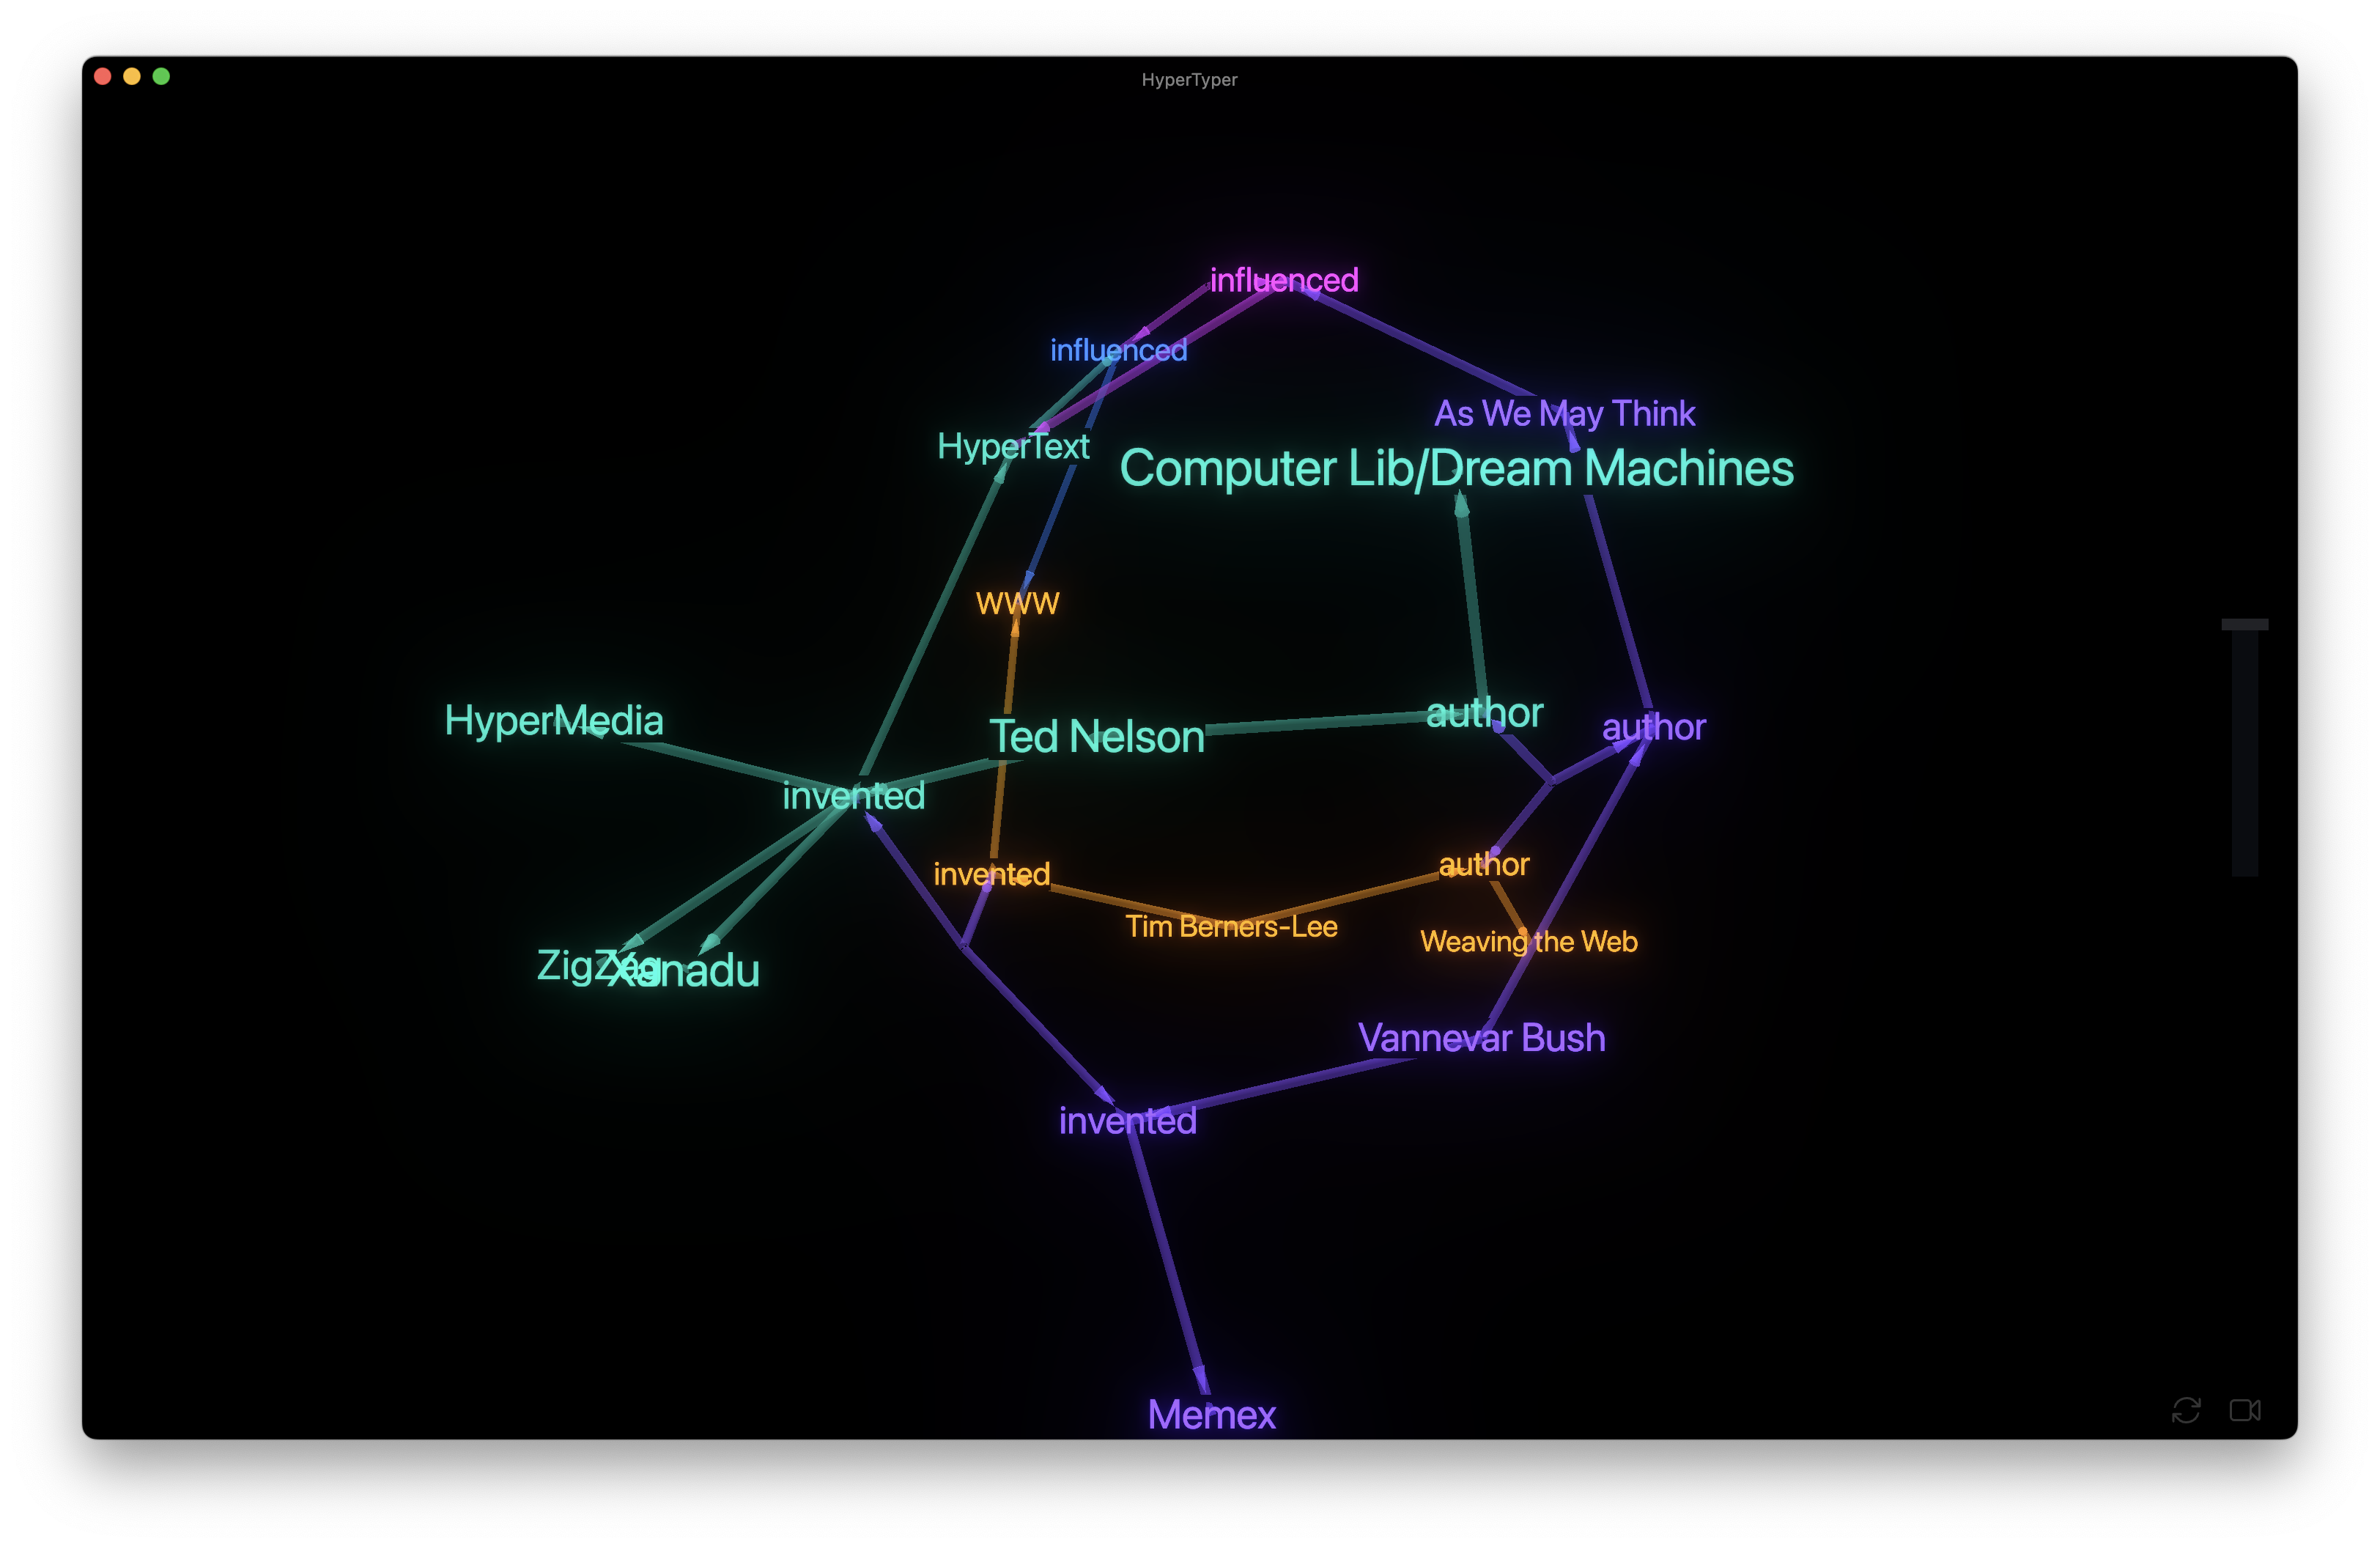 HyperTyper
influenced
influenced
As We May Think
HyperText
Computer Lib/Dream Machines
WWW
HyperMedia
Ted Nelson
author
author
invented
invented
author
Tim Berners-Lee
Weaving the Web
ZigZag
Xanadu
Vannevar Bush
invented
Memex